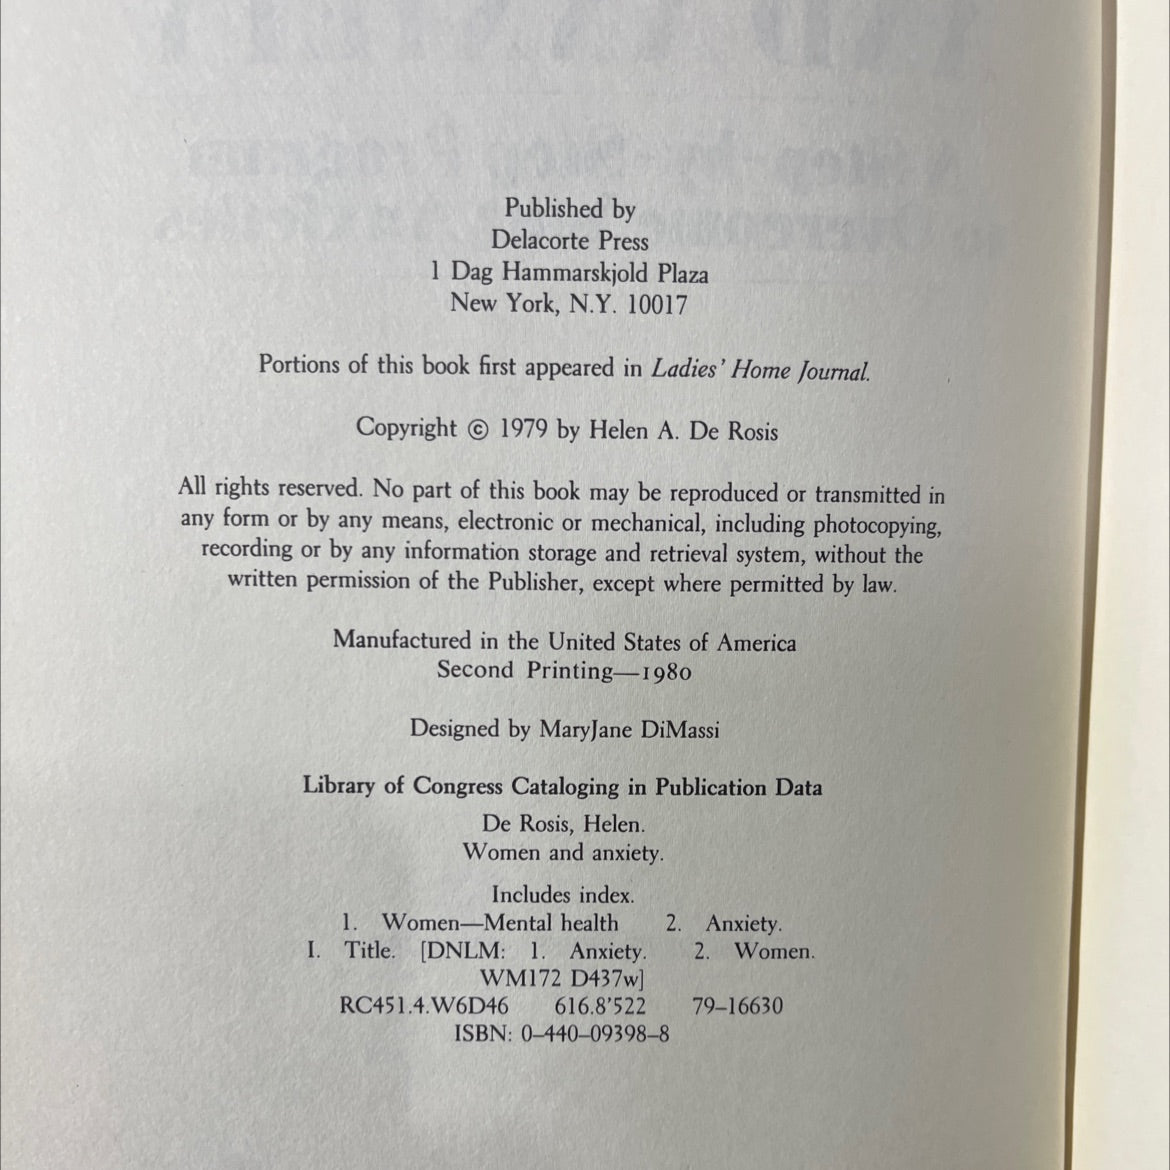 Published by
Delacorte Press
1 Dag Hammarskjold Plaza
New York, N.Y. 10017
Portions of this book first appeared in Ladies' Home Journal.
Copyright © 1979 by Helen A. De Rosis
All rights reserved. No part of this book may be reproduced or transmitted in
any form or by any means, electronic or mechanical, including photocopying,
recording or by any information storage and retrieval system, without the
written permission of the Publisher, except where permitted by law.
Manufactured in the United States of America
Second Printing—1980
Designed by MaryJane DiMassi
Library of Congress Cataloging in Publication Data
De Rosis, Helen.
Women and anxiety.
Includes index.
1. Women—Mental health 2. Anxiety.
I. Title. [DNLM: 1. Anxiety. 2. Women.
WM172 D437w]
RC451.4.W6D46 616.8'522 79–16630
ISBN: 0–440–09398–8